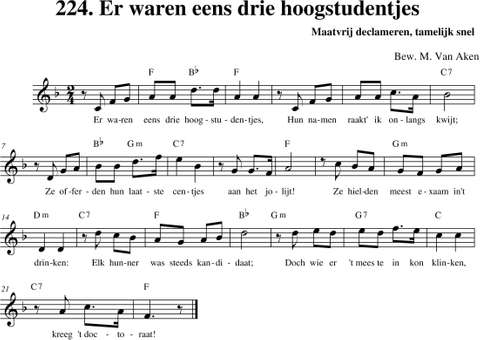 224. Er waren eens drie hoogstudentjes
Maatvrij declameren, tamelijk snel
Bew. M. Van Aken
F B♭ F C7
2 4
Er wa-ren eens drie hoog-stu-den-tjes, Hun na-men raakt' ik on-langs kwijt;
7 B♭ Gm C7 F Gm
Ze of-fer-den hun laat-ste cen-tjes aan het jo-lijt! Ze hiel-den meest e-xaam in't
14 Dm C7 F B♭ Gm C7 C
drin-ken: Elk hun-ner was steeds kan-di-daat; Doch wie er 't mees te in kon klin-ken,
21 C7 F
kreeg 't doc-to-raat!